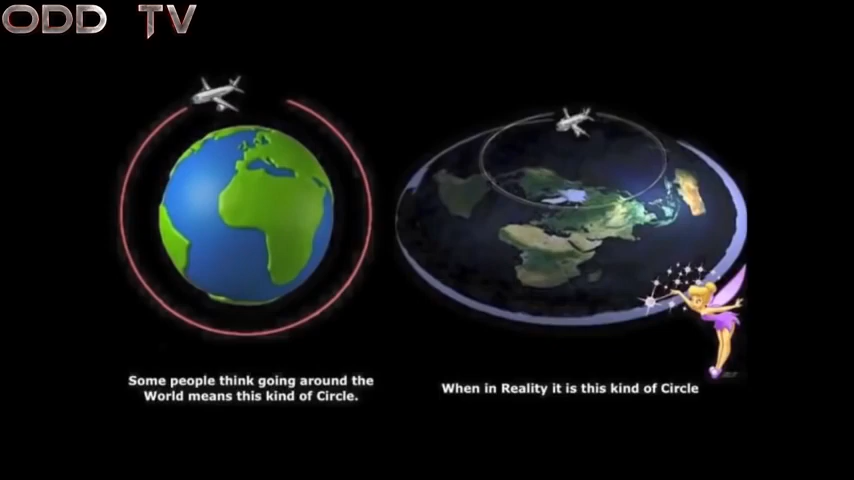 ODD TV
Some people think going around the
World means this kind of Circle.
When in Reality it is this kind of Circle